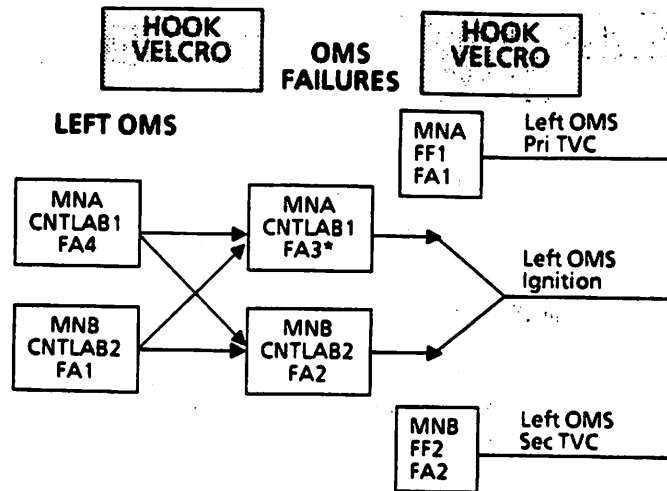 HOOK
VELCRO
OMS
FAILURES
HOOK
VELCRO
LEFT OMS
MNA
FF1
FA1
Left OMS
Pri TVC
MNA
CNTLAB1
FA4
MNA
CNTLAB1
FA3*
Left OMS
Ignition
MNB
CNTLAB2
FA1
MNB
CNTLAB2
FA2
MNB
FF2
FA2
Left OMS
Sec TVC